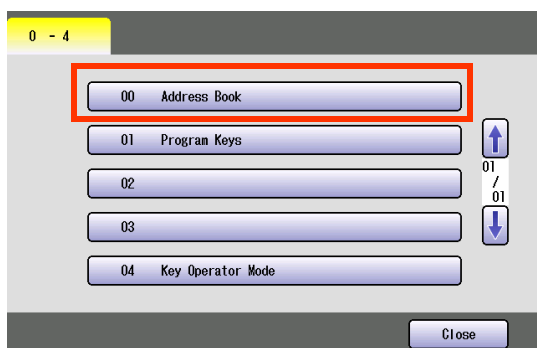 0 - 4
00 Address Book
01 Program Keys
02
03
04 Key Operator Mode
01
/
01
Close